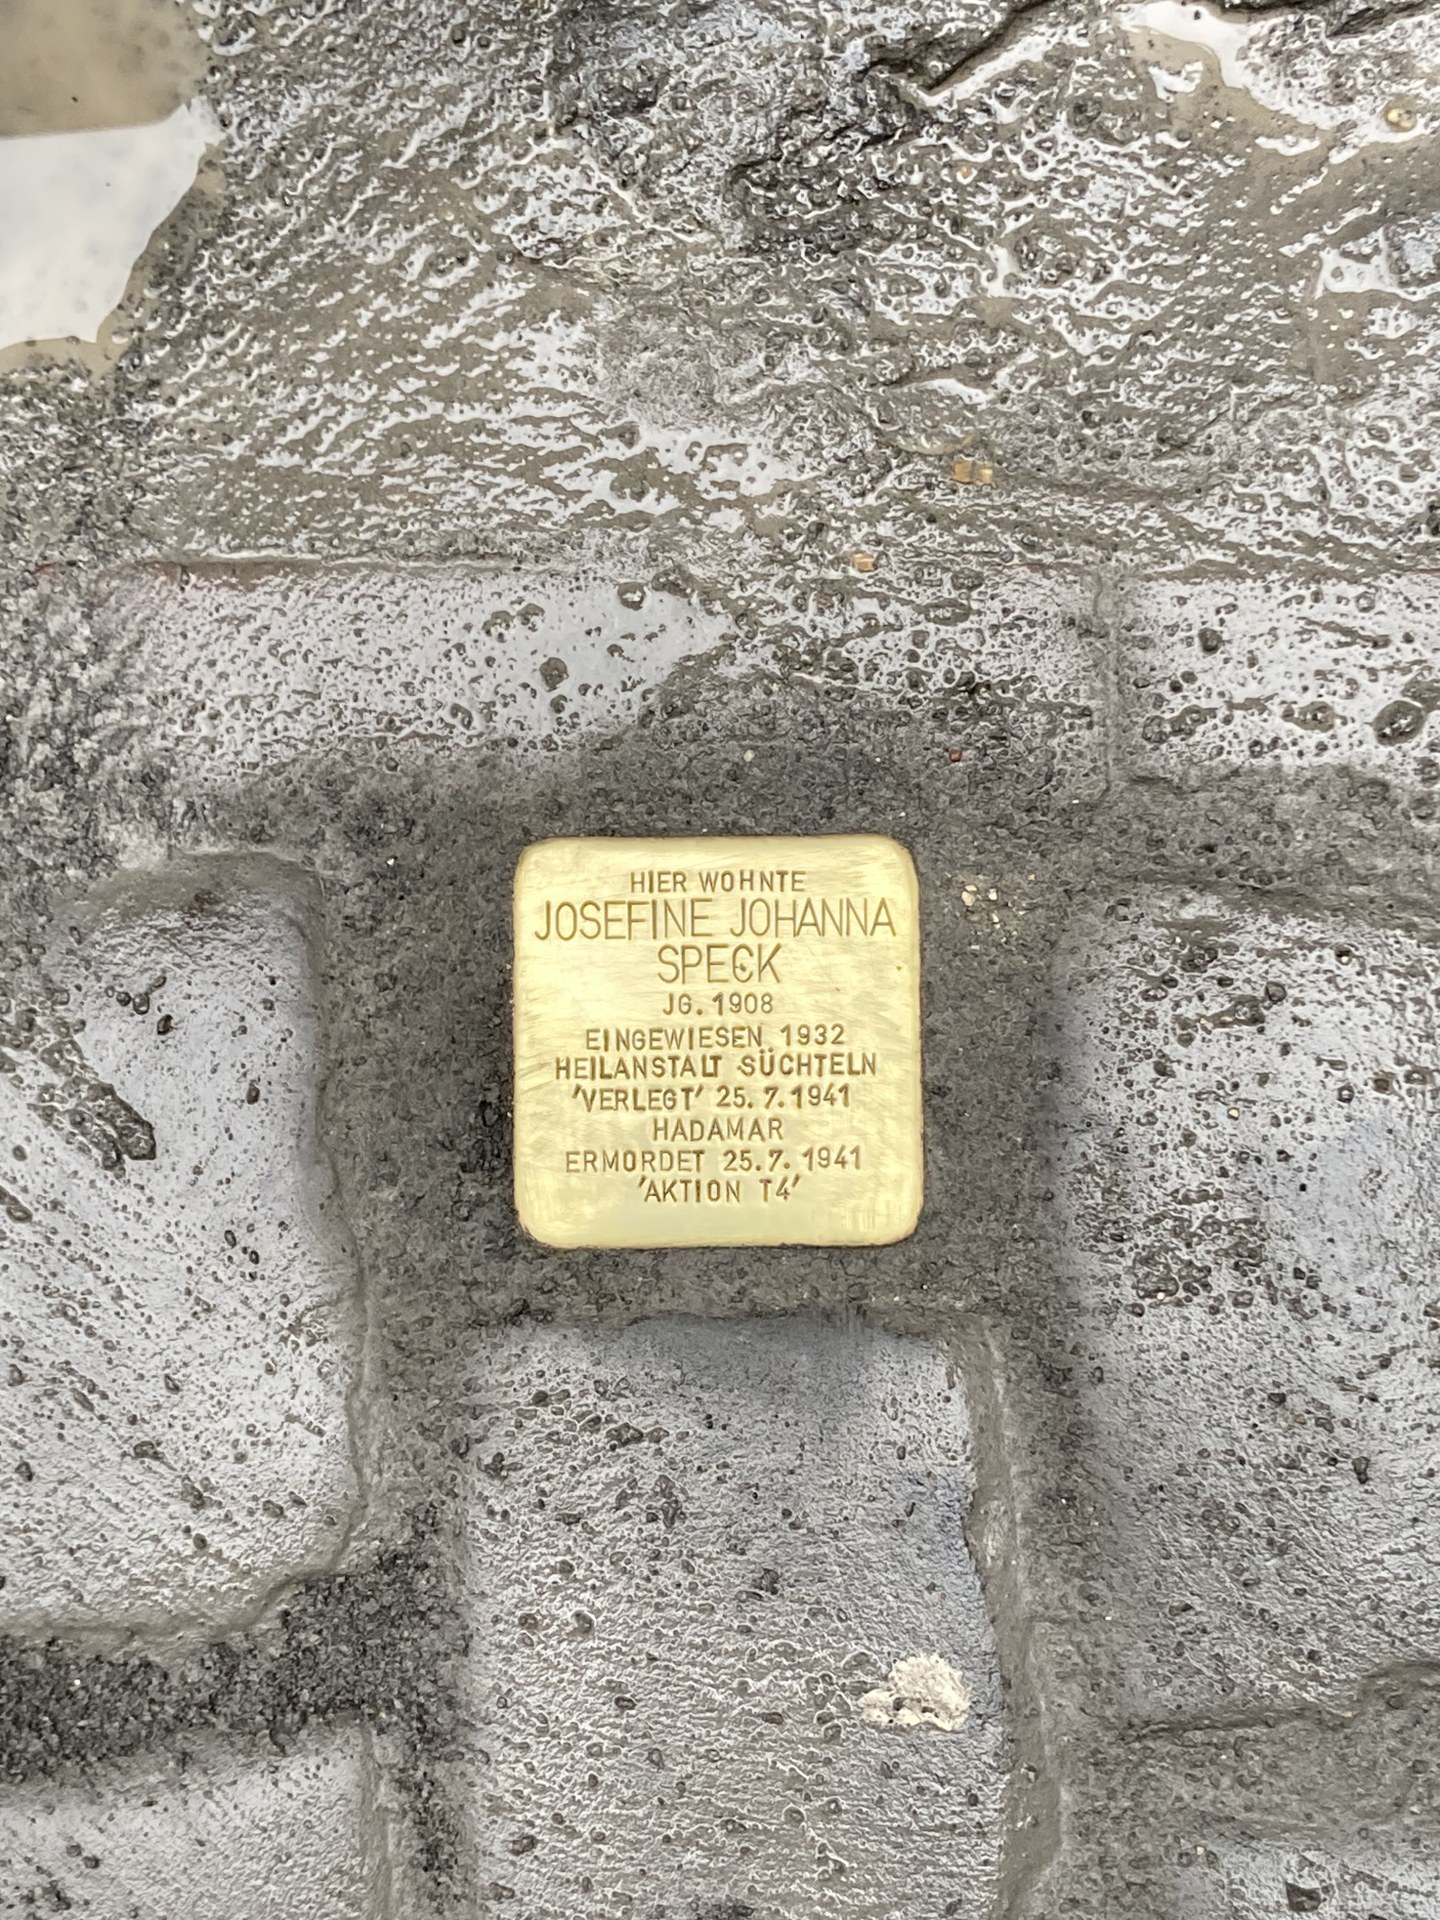 HIER WOHNTE
JOSEFINE JOHANNA
SPECK
JG. 1908
EINGEWIESEN 1932
HEILANSTALT SÜCHTELN
'VERLEGT' 25.7.1941
HADAMAR
ERMORDET 25.7.1941
'AKTION T4'